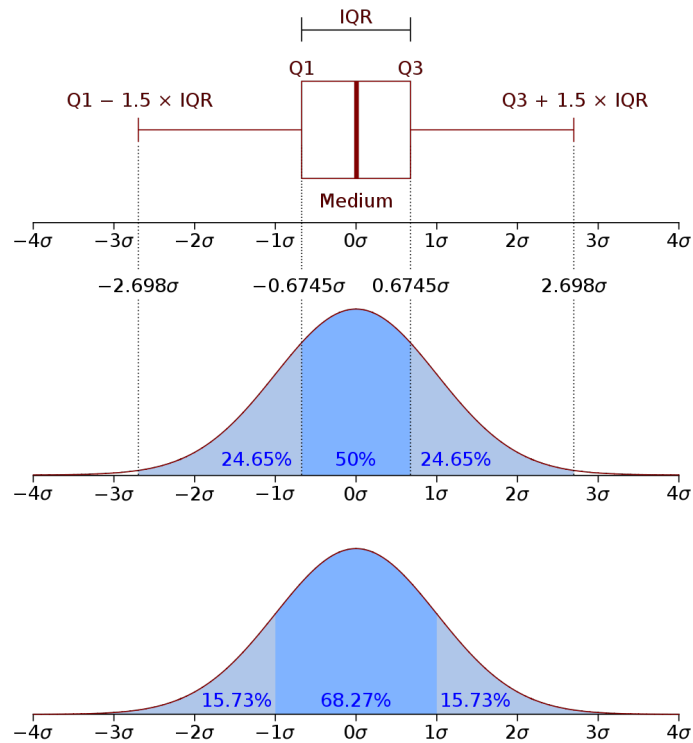 IQR
Q1 Q3
Q1 − 1.5 × IQR Q3 + 1.5 × IQR
Medium
−4σ −3σ −2σ −1σ 0σ 1σ 2σ 3σ 4σ
−2.698σ −0.6745σ 0.6745σ 2.698σ
24.65% 50% 24.65%
−4σ −3σ −2σ −1σ 0σ 1σ 2σ 3σ 4σ
15.73% 68.27% 15.73%
−4σ −3σ −2σ −1σ 0σ 1σ 2σ 3σ 4σ